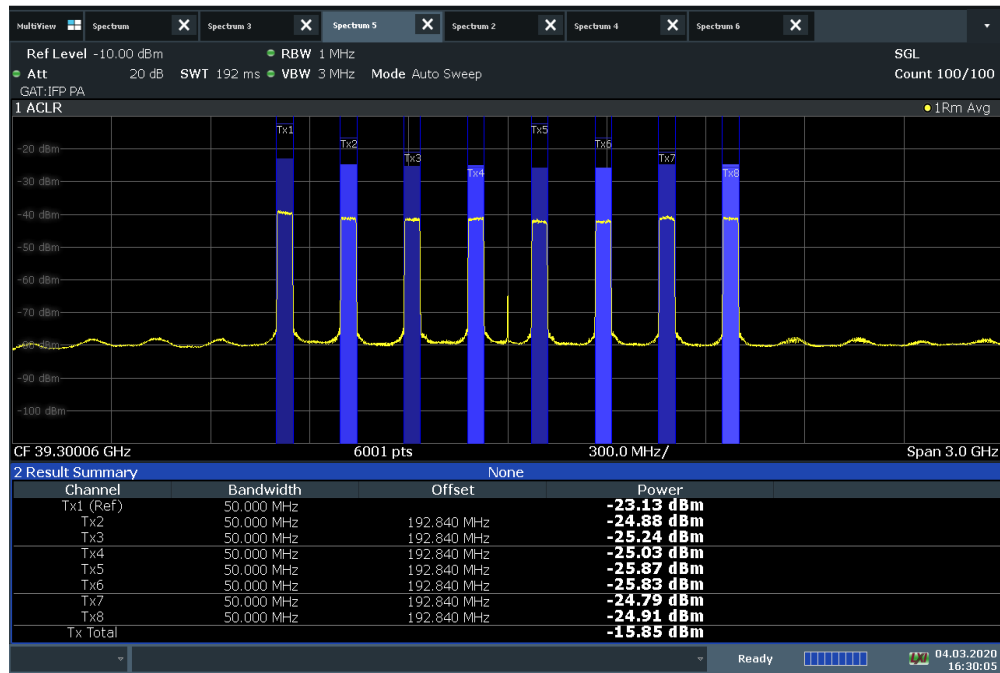 MultiView Spectrum X Spectrum 3 X Spectrum 5 X Spectrum 2 X Spectrum 4 X Spectrum 6 X
Ref Level -10.00 dBm RBW 1 MHz SGL
Att 20 dB SWT 192 ms VBW 3 MHz Mode Auto Sweep Count 100/100
GAT:IFP PA
1 ACLR 1Rm Avg
Tx1 Tx5
-20 dBm Tx2 Tx6
Tx3 Tx7
Tx4 Tx8
-30 dBm
-40 dBm
-50 dBm
-60 dBm
-70 dBm
-80 dBm
-90 dBm
-100 dBm
CF 39.30006 GHz 6001 pts 300.0 MHz/ Span 3.0 GHz
2 Result Summary None
Channel Bandwidth Offset Power
Tx1 (Ref) 50.000 MHz -23.13 dBm
Tx2 50.000 MHz 192.840 MHz -24.88 dBm
Tx3 50.000 MHz 192.840 MHz -25.24 dBm
Tx4 50.000 MHz 192.840 MHz -25.03 dBm
Tx5 50.000 MHz 192.840 MHz -25.87 dBm
Tx6 50.000 MHz 192.840 MHz -25.83 dBm
Tx7 50.000 MHz 192.840 MHz -24.79 dBm
Tx8 50.000 MHz 192.840 MHz -24.91 dBm
Tx Total -15.85 dBm
Ready LXI 04.03.2020
16:30:05